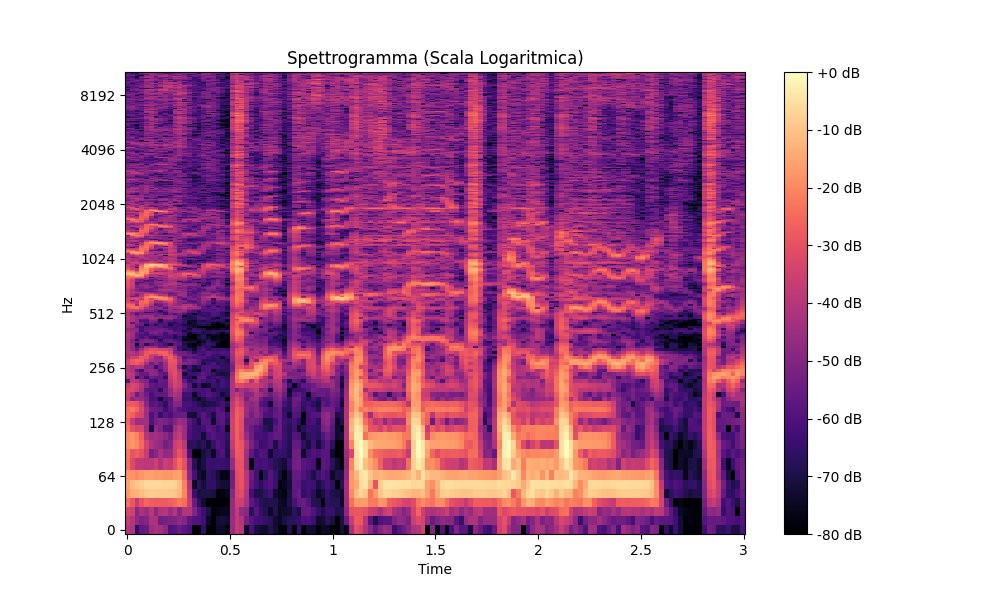 Spettrogramma (Scala Logaritmica)
Hz
8192
4096
2048
1024
512
256
128
64
0
0
0.5
1
1.5
2
2.5
3
Time
+0 dB
-10 dB
-20 dB
-30 dB
-40 dB
-50 dB
-60 dB
-70 dB
-80 dB